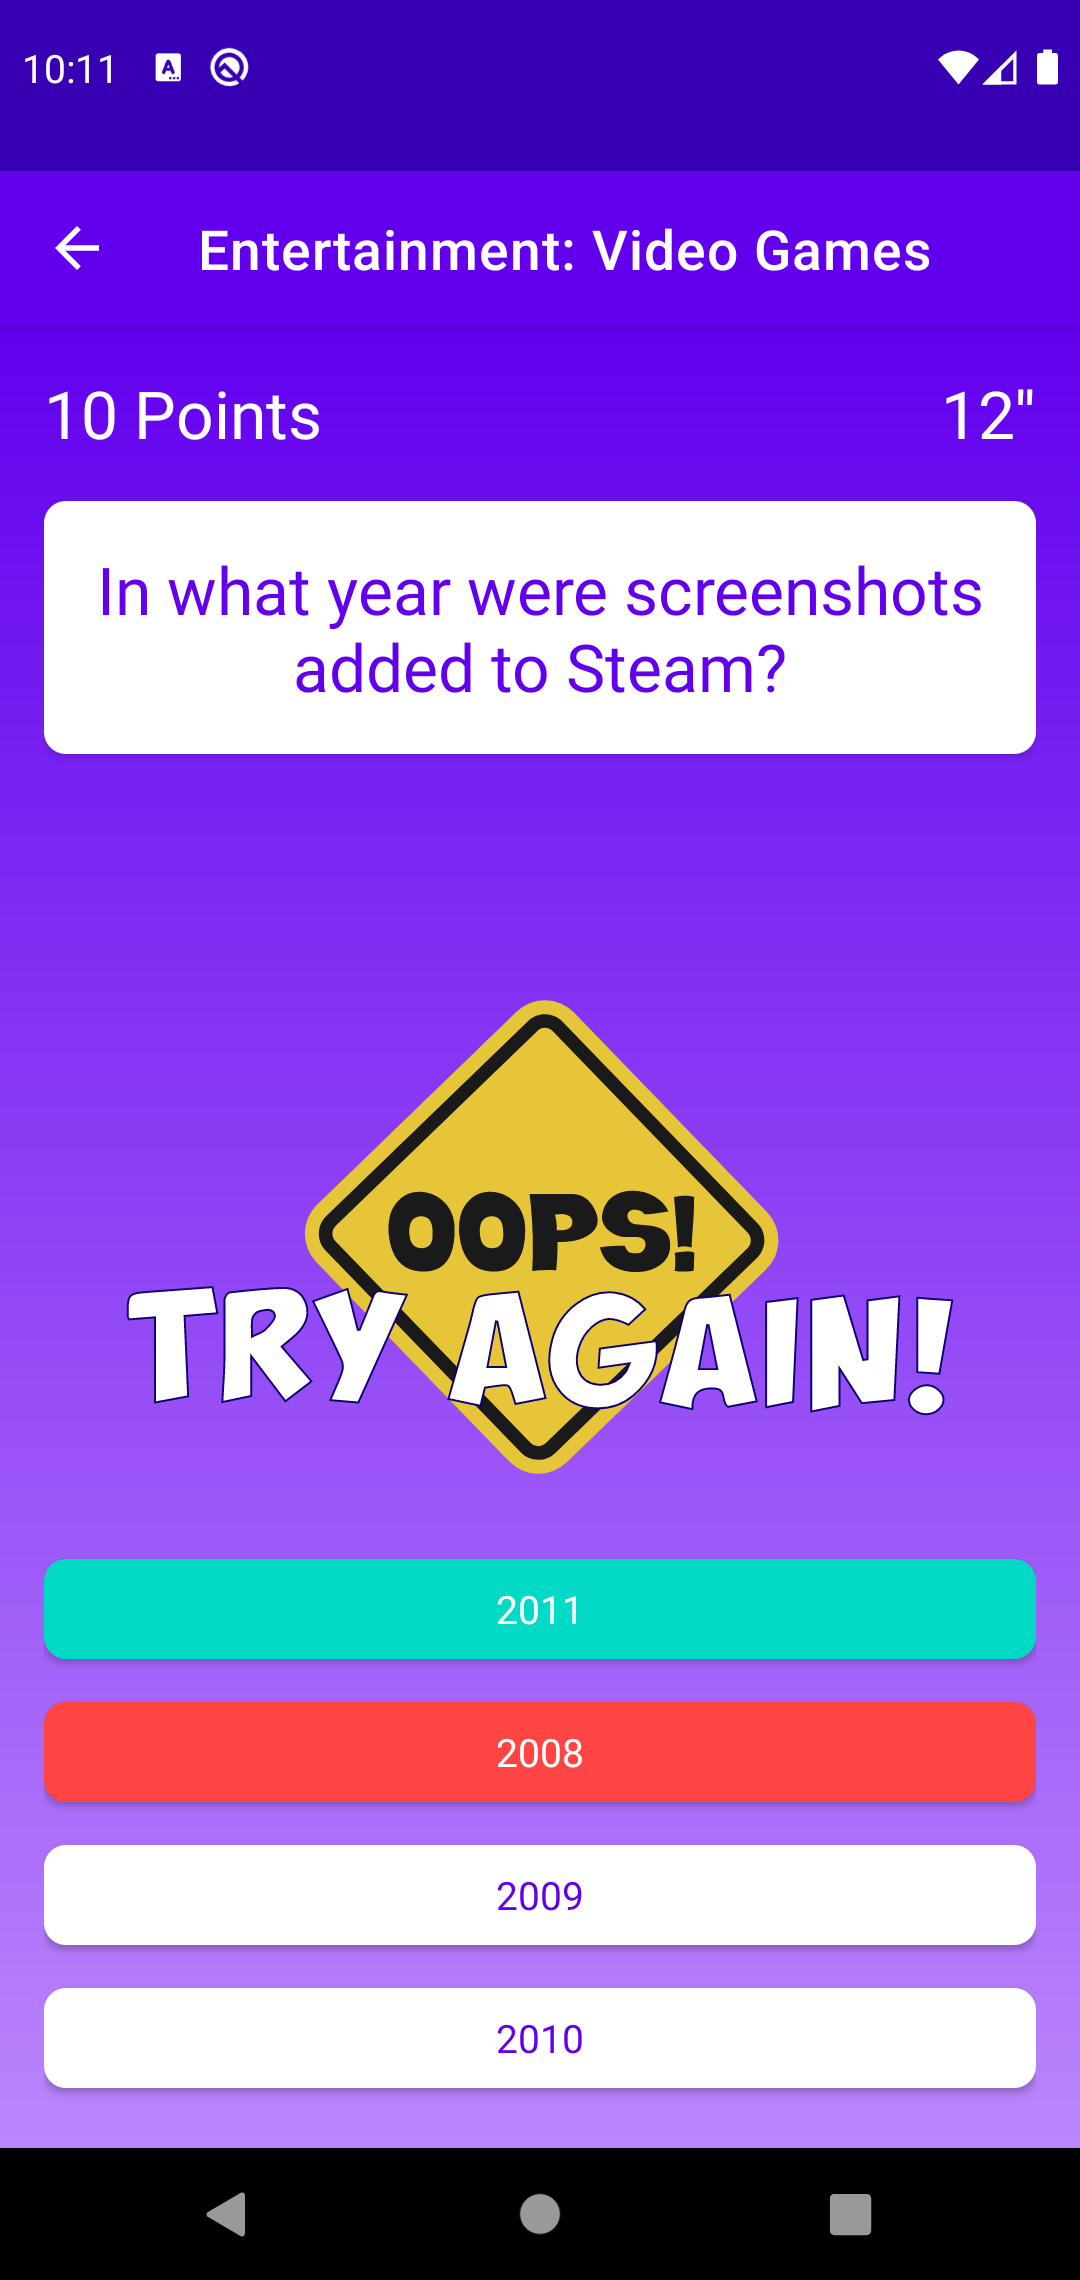 10:11
Entertainment: Video Games
10 Points
12"
In what year were screenshots
added to Steam?
OOPS!
TRY AGAIN!
2011
2008
2009
2010